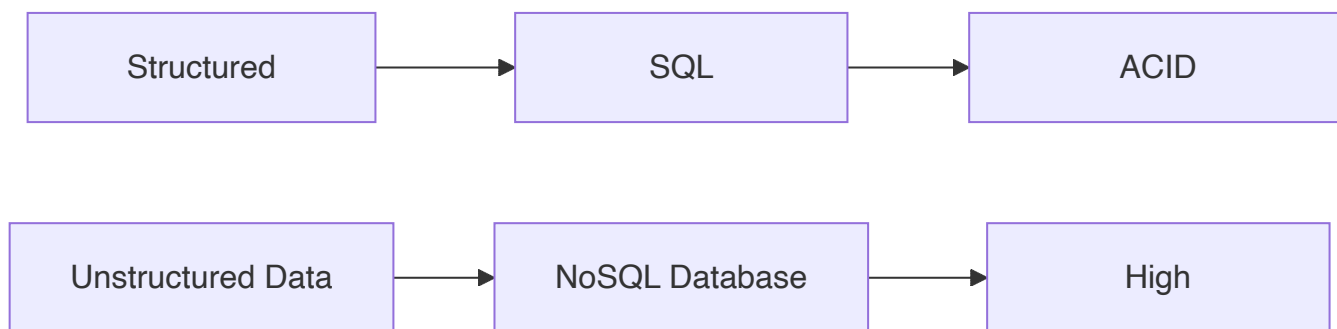 Structured
SQL
ACID
Unstructured Data
NoSQL Database
High